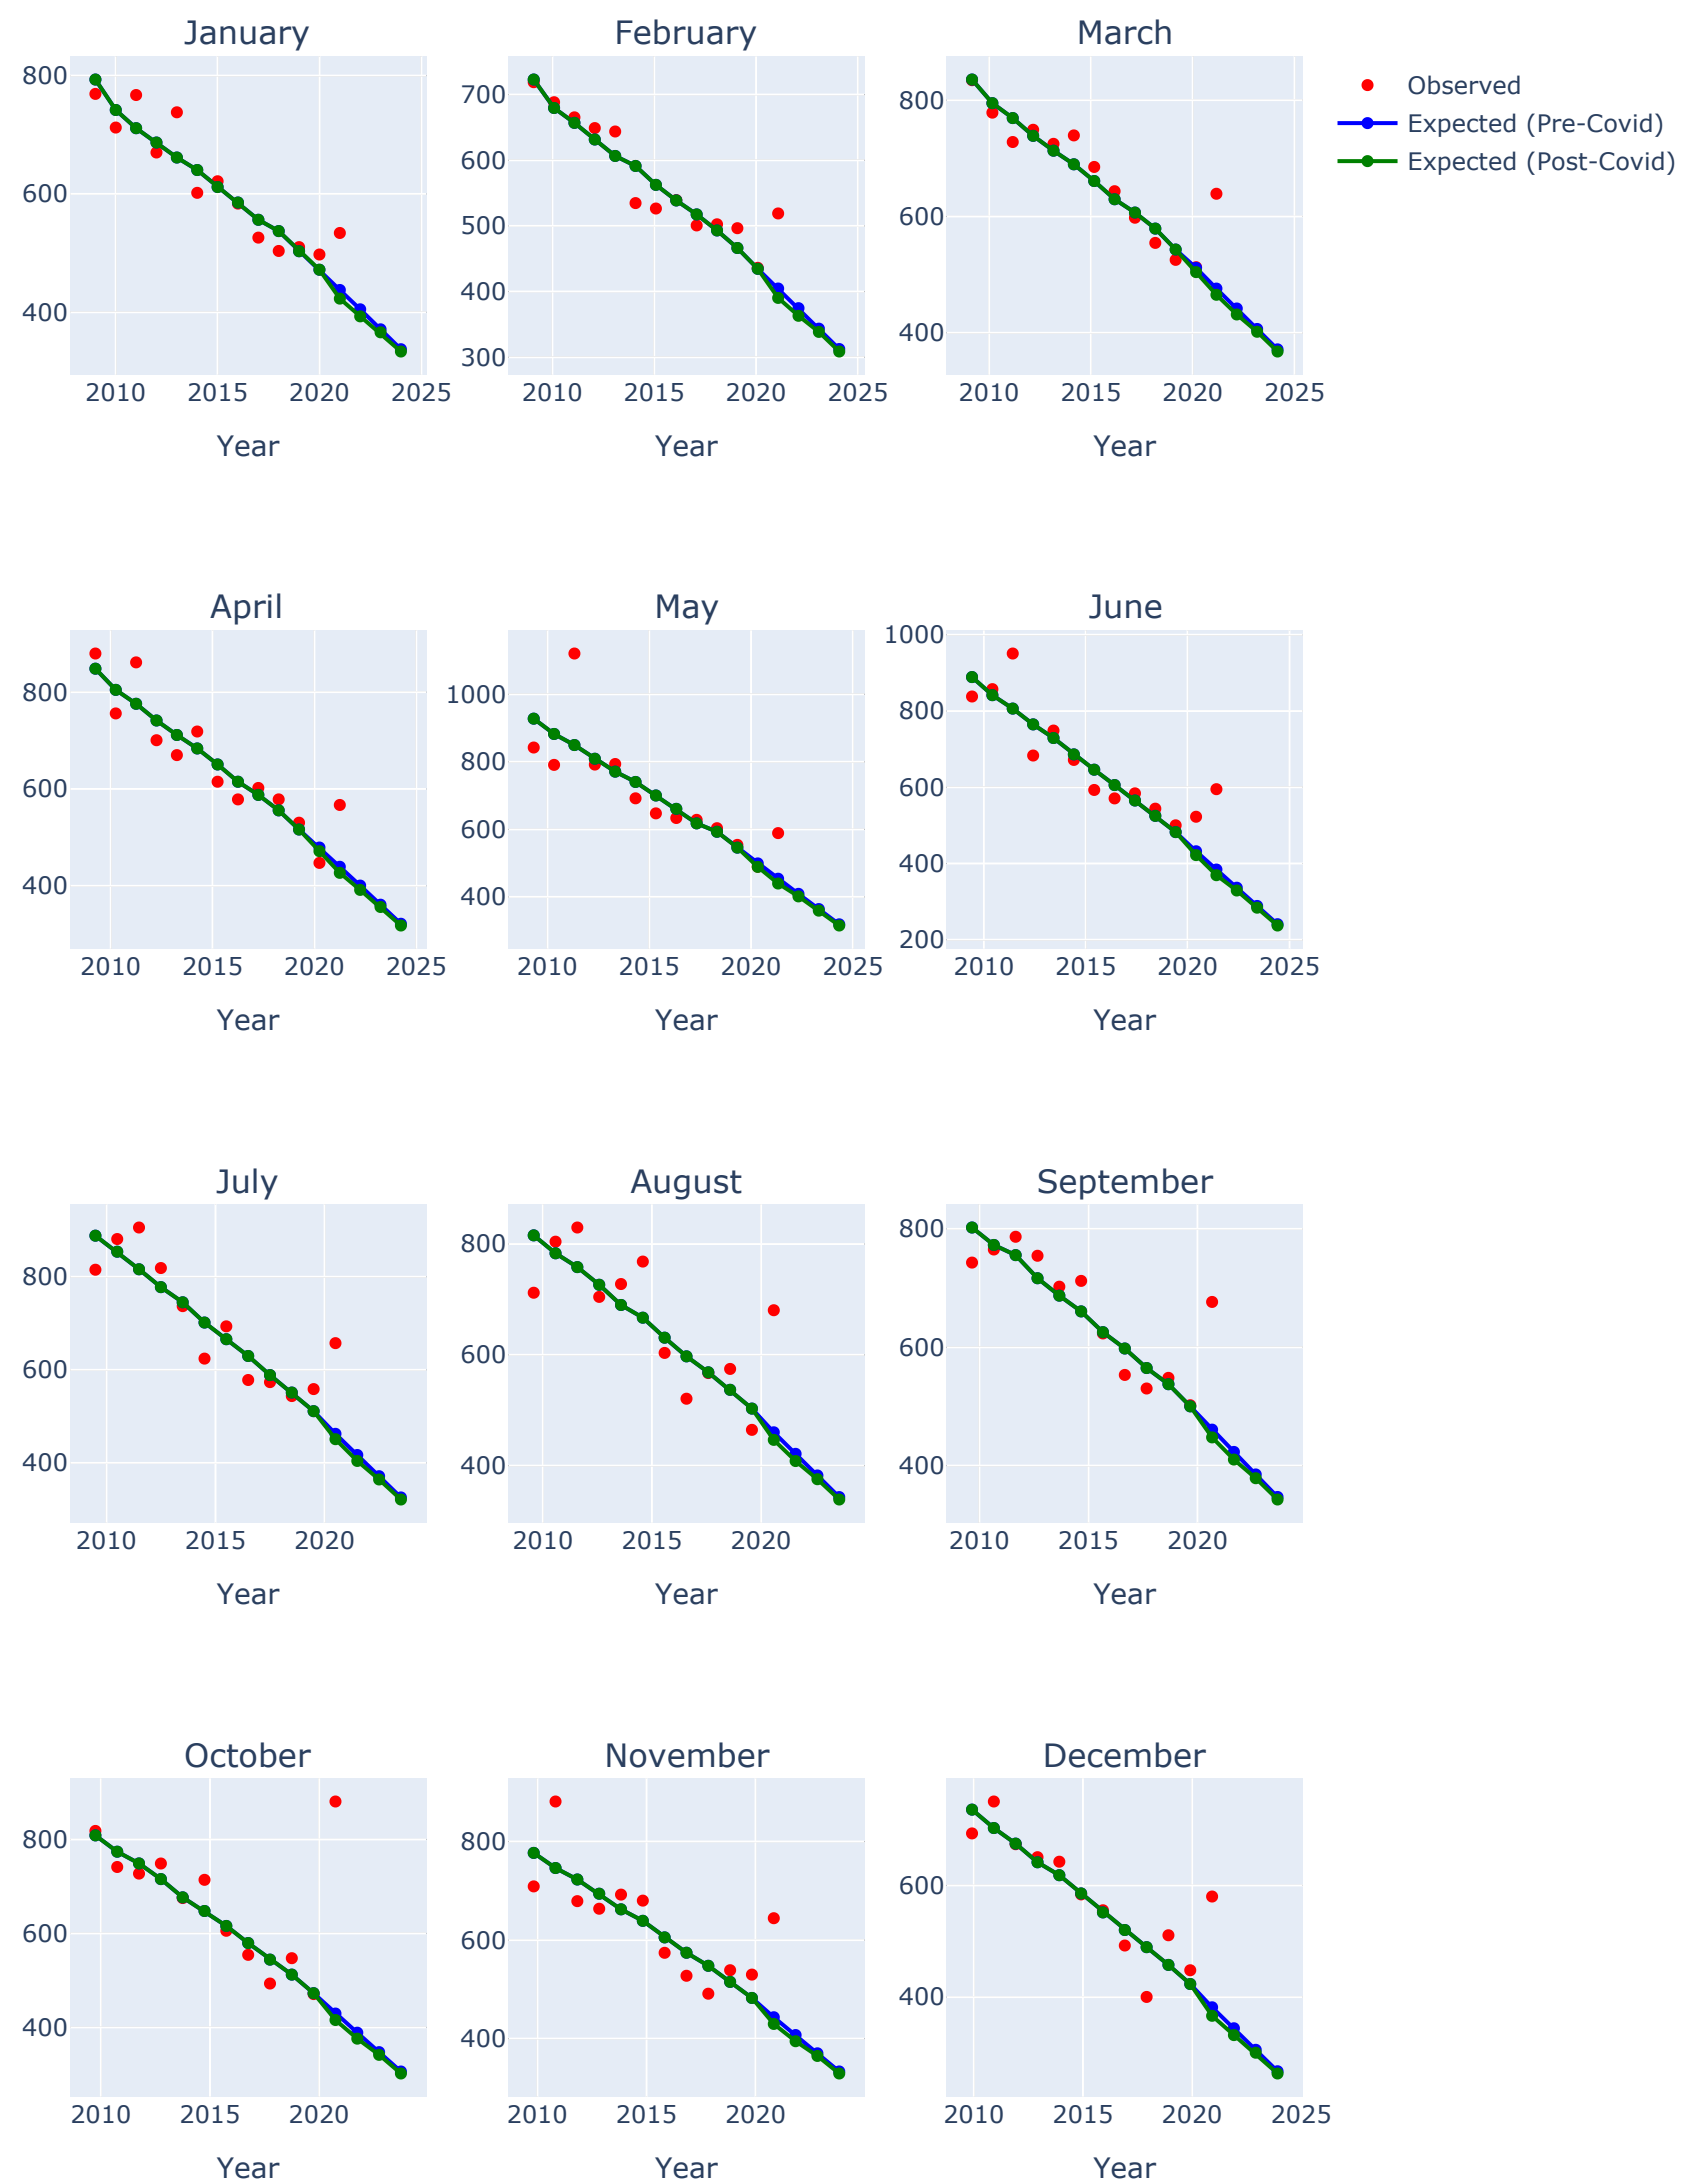 January
February
March
800
600
400
2010 2015 2020 2025
Year
700
600
500
400
300
2010 2015 2020 2025
Year
800
600
400
2010 2015 2020 2025
Year
Observed
Expected (Pre-Covid)
Expected (Post-Covid)
April
May
June
800
600
400
2010 2015 2020 2025
Year
1000
800
600
400
2010 2015 2020 2025
Year
1000
800
600
400
200
2010 2015 2020 2025
Year
July
August
September
800
600
400
2010 2015 2020
Year
800
600
400
2010 2015 2020
Year
800
600
400
2010 2015 2020
Year
October
November
December
800
600
400
2010 2015 2020
Year
800
600
400
2010 2015 2020
Year
600
400
2010 2015 2020 2025
Year